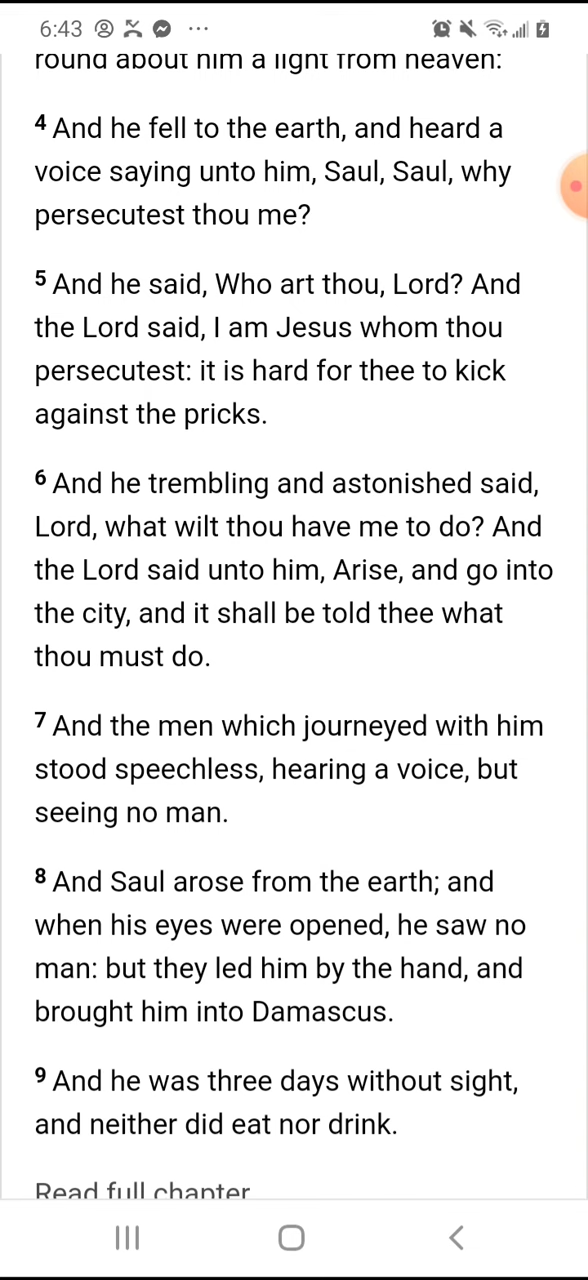 6:43
round about him a light from heaven:
4 And he fell to the earth, and heard a
voice saying unto him, Saul, Saul, why
persecutest thou me?
5 And he said, Who art thou, Lord? And
the Lord said, I am Jesus whom thou
persecutest: it is hard for thee to kick
against the pricks.
6 And he trembling and astonished said,
Lord, what wilt thou have me to do? And
the Lord said unto him, Arise, and go into
the city, and it shall be told thee what
thou must do.
7 And the men which journeyed with him
stood speechless, hearing a voice, but
seeing no man.
8 And Saul arose from the earth; and
when his eyes were opened, he saw no
man: but they led him by the hand, and
brought him into Damascus.
9 And he was three days without sight,
and neither did eat nor drink.
Read full chapter